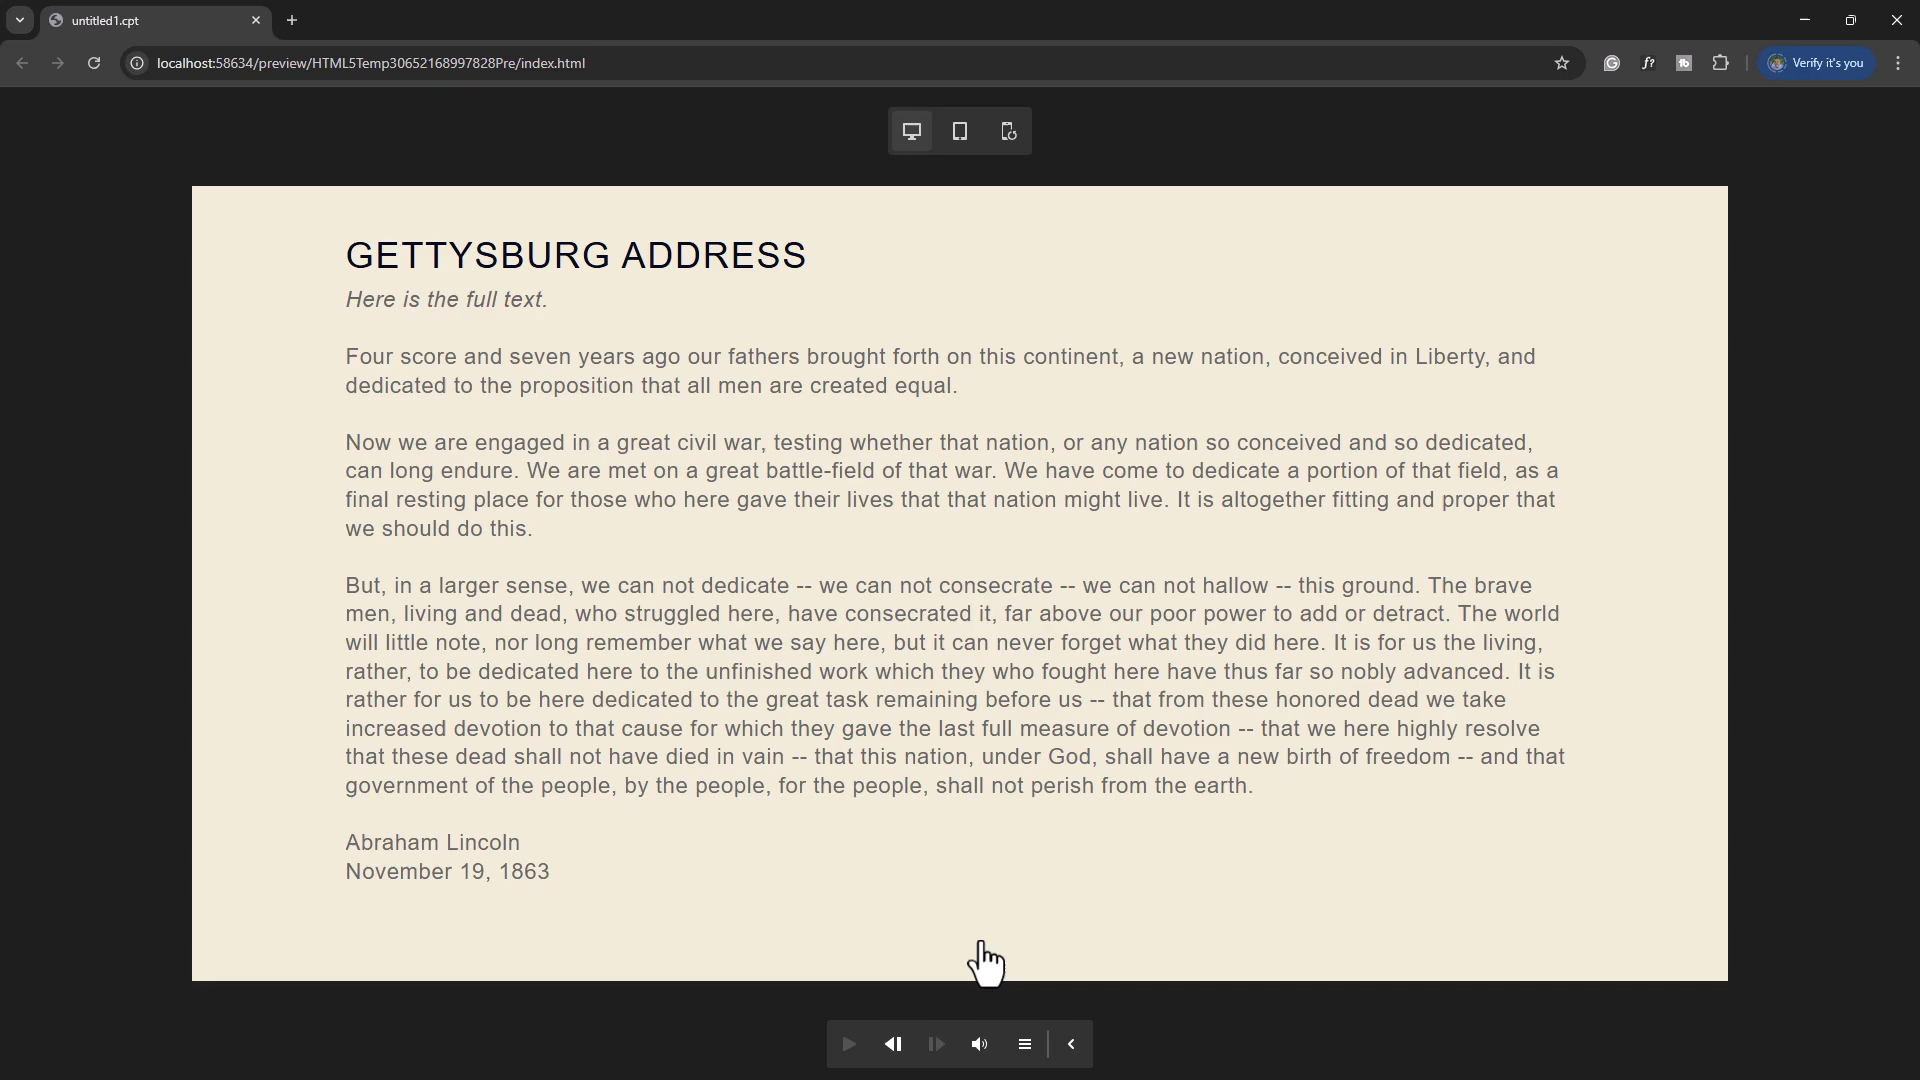 untitled1.cpt
localhost:58634/preview/HTML5Temp30652168997828Pre/index.html
Verify it's you
GETTYSBURG ADDRESS
Here is the full text.
Four score and seven years ago our fathers brought forth on this continent, a new nation, conceived in Liberty, and
dedicated to the proposition that all men are created equal.
Now we are engaged in a great civil war, testing whether that nation, or any nation so conceived and so dedicated,
can long endure. We are met on a great battle-field of that war. We have come to dedicate a portion of that field, as a
final resting place for those who here gave their lives that that nation might live. It is altogether fitting and proper that
we should do this.
But, in a larger sense, we can not dedicate -- we can not consecrate -- we can not hallow -- this ground. The brave
men, living and dead, who struggled here, have consecrated it, far above our poor power to add or detract. The world
will little note, nor long remember what we say here, but it can never forget what they did here. It is for us the living,
rather, to be dedicated here to the unfinished work which they who fought here have thus far so nobly advanced. It is
rather for us to be here dedicated to the great task remaining before us -- that from these honored dead we take
increased devotion to that cause for which they gave the last full measure of devotion -- that we here highly resolve
that these dead shall not have died in vain -- that this nation, under God, shall have a new birth of freedom -- and that
government of the people, by the people, for the people, shall not perish from the earth.
Abraham Lincoln
November 19, 1863